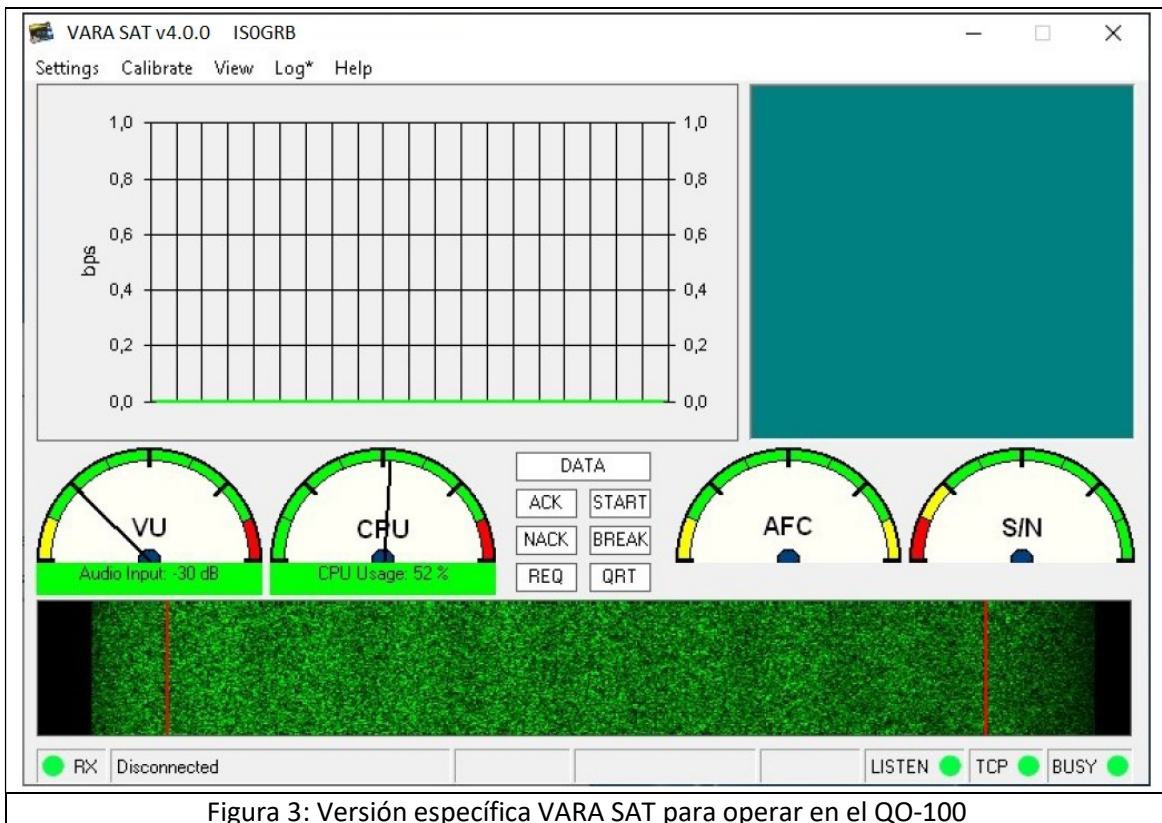 VARA SAT v4.0.0 IS0GRB
Settings Calibrate View Log* Help
1,0 1,0
0,8 0,8
0,6 0,6
bps
0,4 0,4
0,2 0,2
0,0 0,0
VU
Audio Input: -30 dB
CPU
CPU Usage: 52 %
DATA
ACK START
NACK BREAK
REQ QRT
AFC
S/N
RX Disconnected LISTEN TCP BUSY
Figura 3: Versión específica VARA SAT para operar en el QO-100